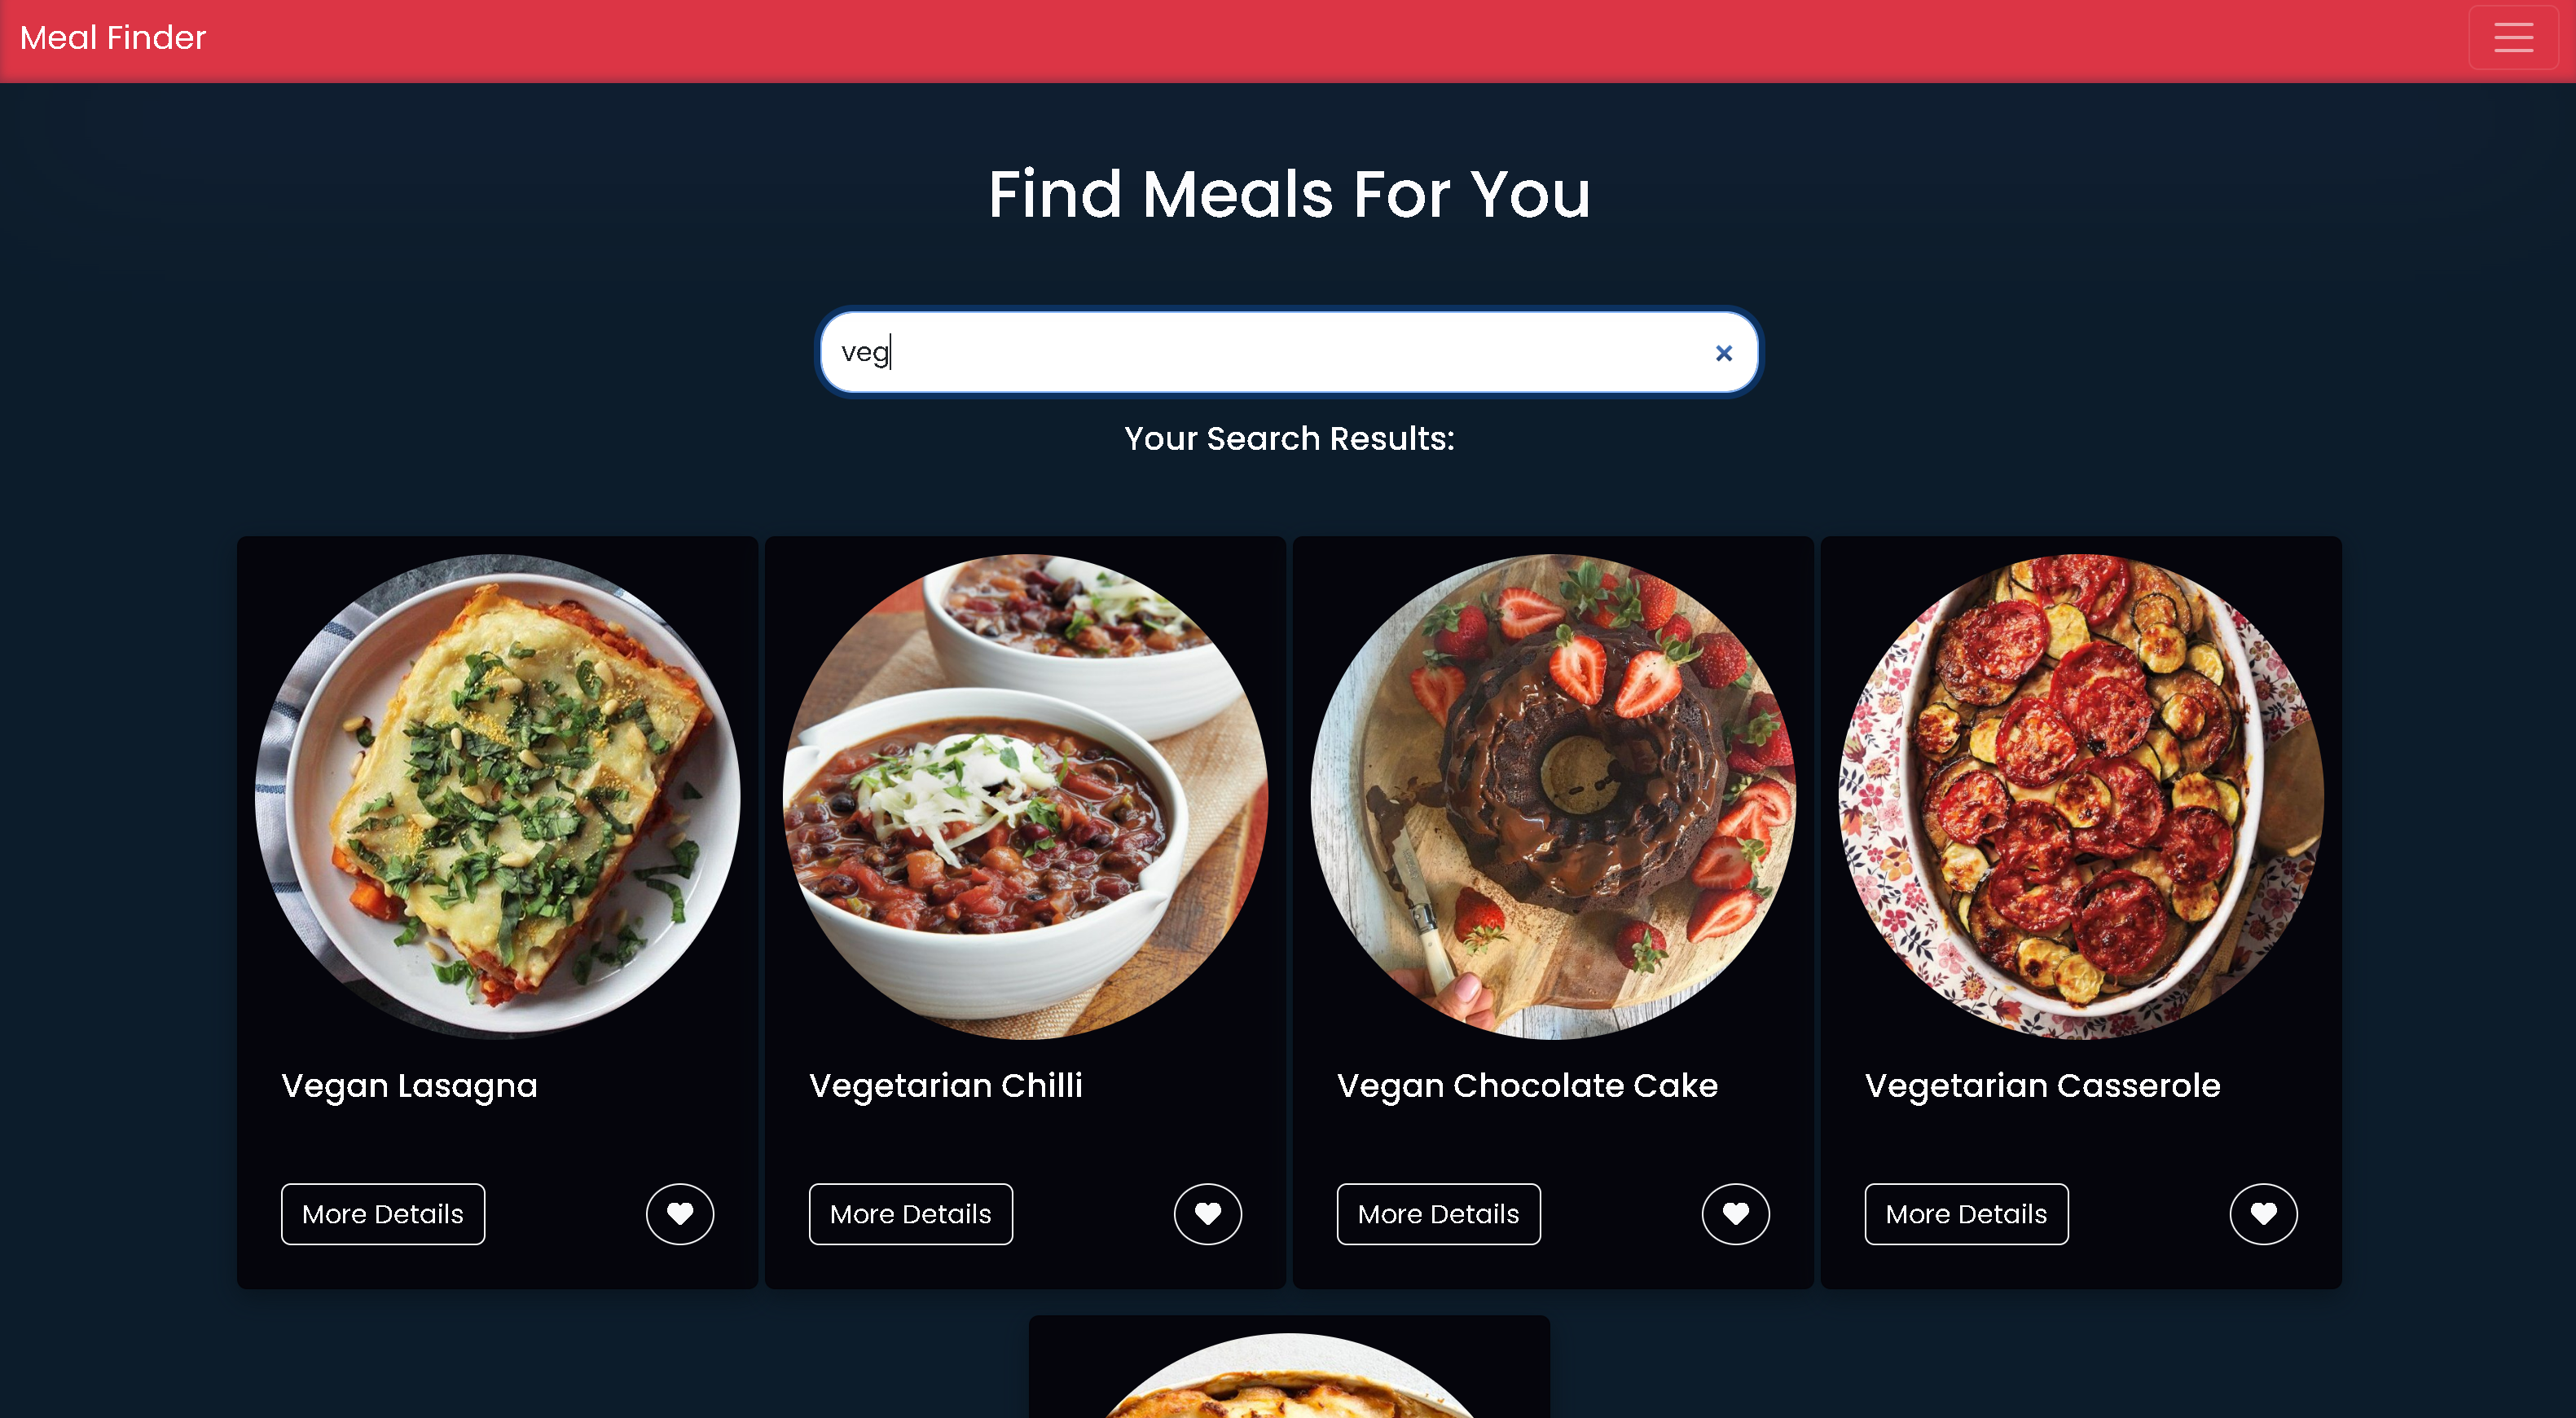 Meal Finder
Find Meals For You
veg
Your Search Results:
Vegan Lasagna
Vegetarian Chilli
Vegan Chocolate Cake
Vegetarian Casserole
More Details
More Details
More Details
More Details